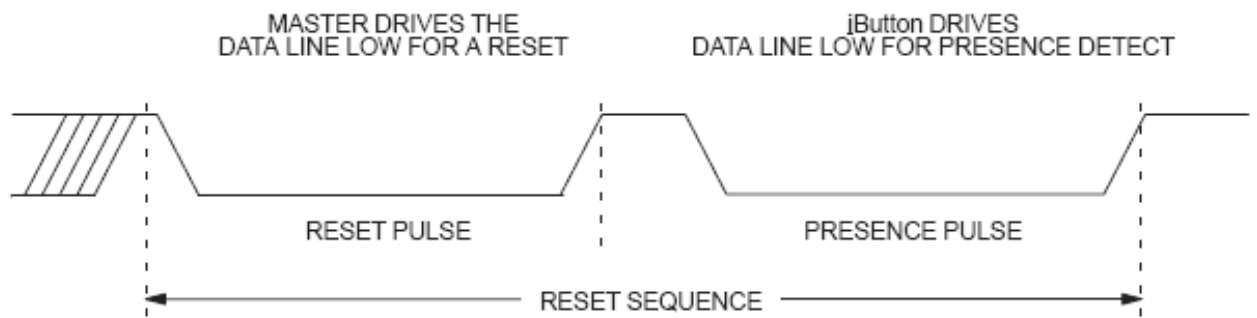 MASTER DRIVES THE
DATA LINE LOW FOR A RESET
iButton DRIVES
DATA LINE LOW FOR PRESENCE DETECT
RESET PULSE
PRESENCE PULSE
RESET SEQUENCE